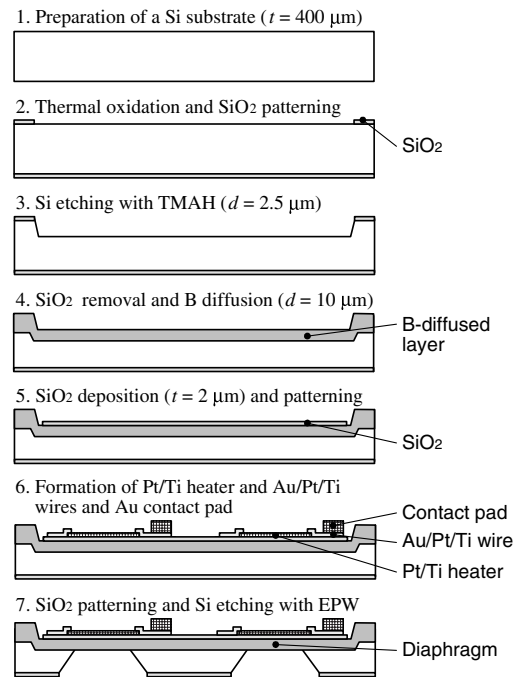 1. Preparation of a Si substrate (t = 400 μm)
2. Thermal oxidation and SiO2 patterning
SiO2
3. Si etching with TMAH (d = 2.5 μm)
4. SiO2 removal and B diffusion (d = 10 μm)
B-diffused
layer
5. SiO2 deposition (t = 2 μm) and patterning
SiO2
6. Formation of Pt/Ti heater and Au/Pt/Ti
wires and Au contact pad
Contact pad
Au/Pt/Ti wire
Pt/Ti heater
7. SiO2 patterning and Si etching with EPW
Diaphragm